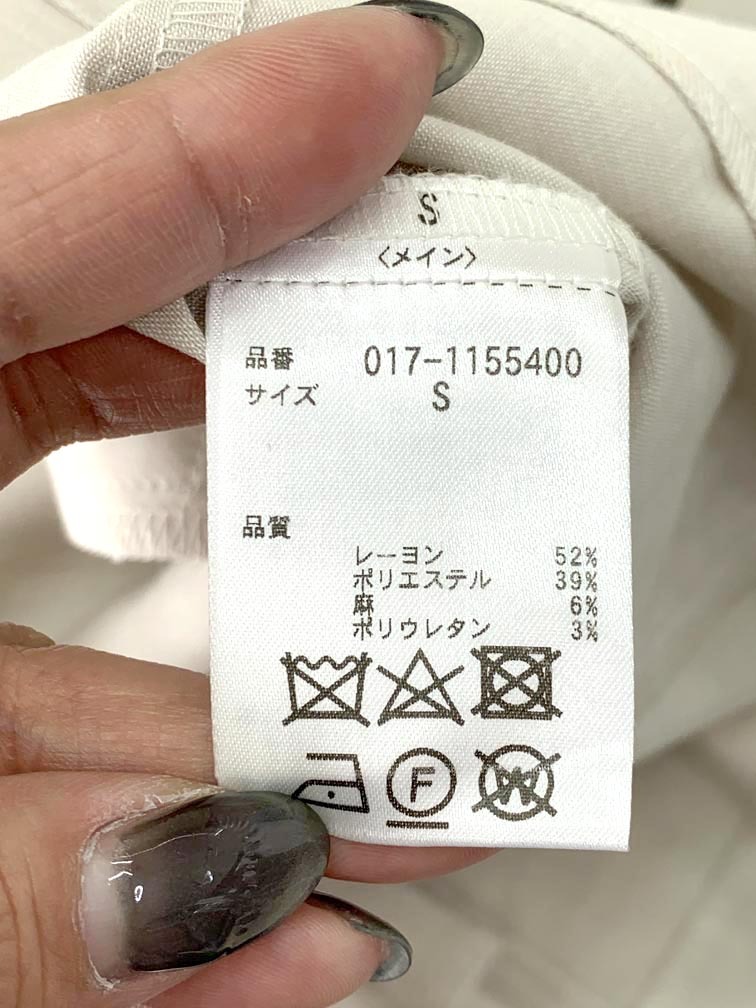 S
〈メイン〉
品番 017-1155400
サイズ S
品質
レーヨン 52%
ポリエステル 39%
麻 6%
ポリウレタン 3%
F W